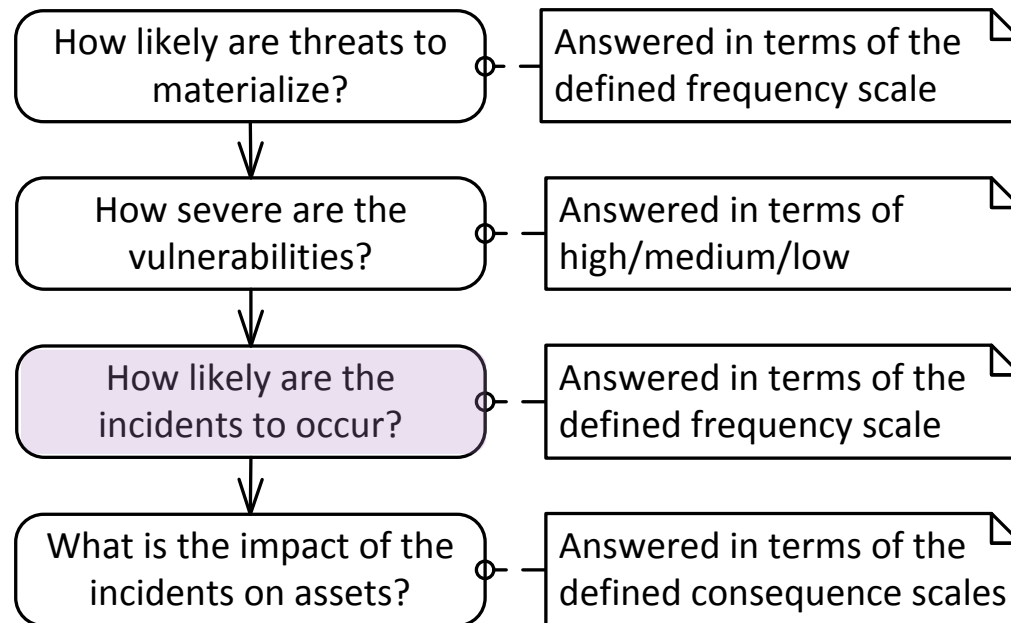 How likely are threats to
materialize?
Answered in terms of the
defined frequency scale
How severe are the
vulnerabilities?
Answered in terms of
high/medium/low
How likely are the
incidents to occur?
Answered in terms of the
defined frequency scale
What is the impact of the
incidents on assets?
Answered in terms of the
defined consequence scales